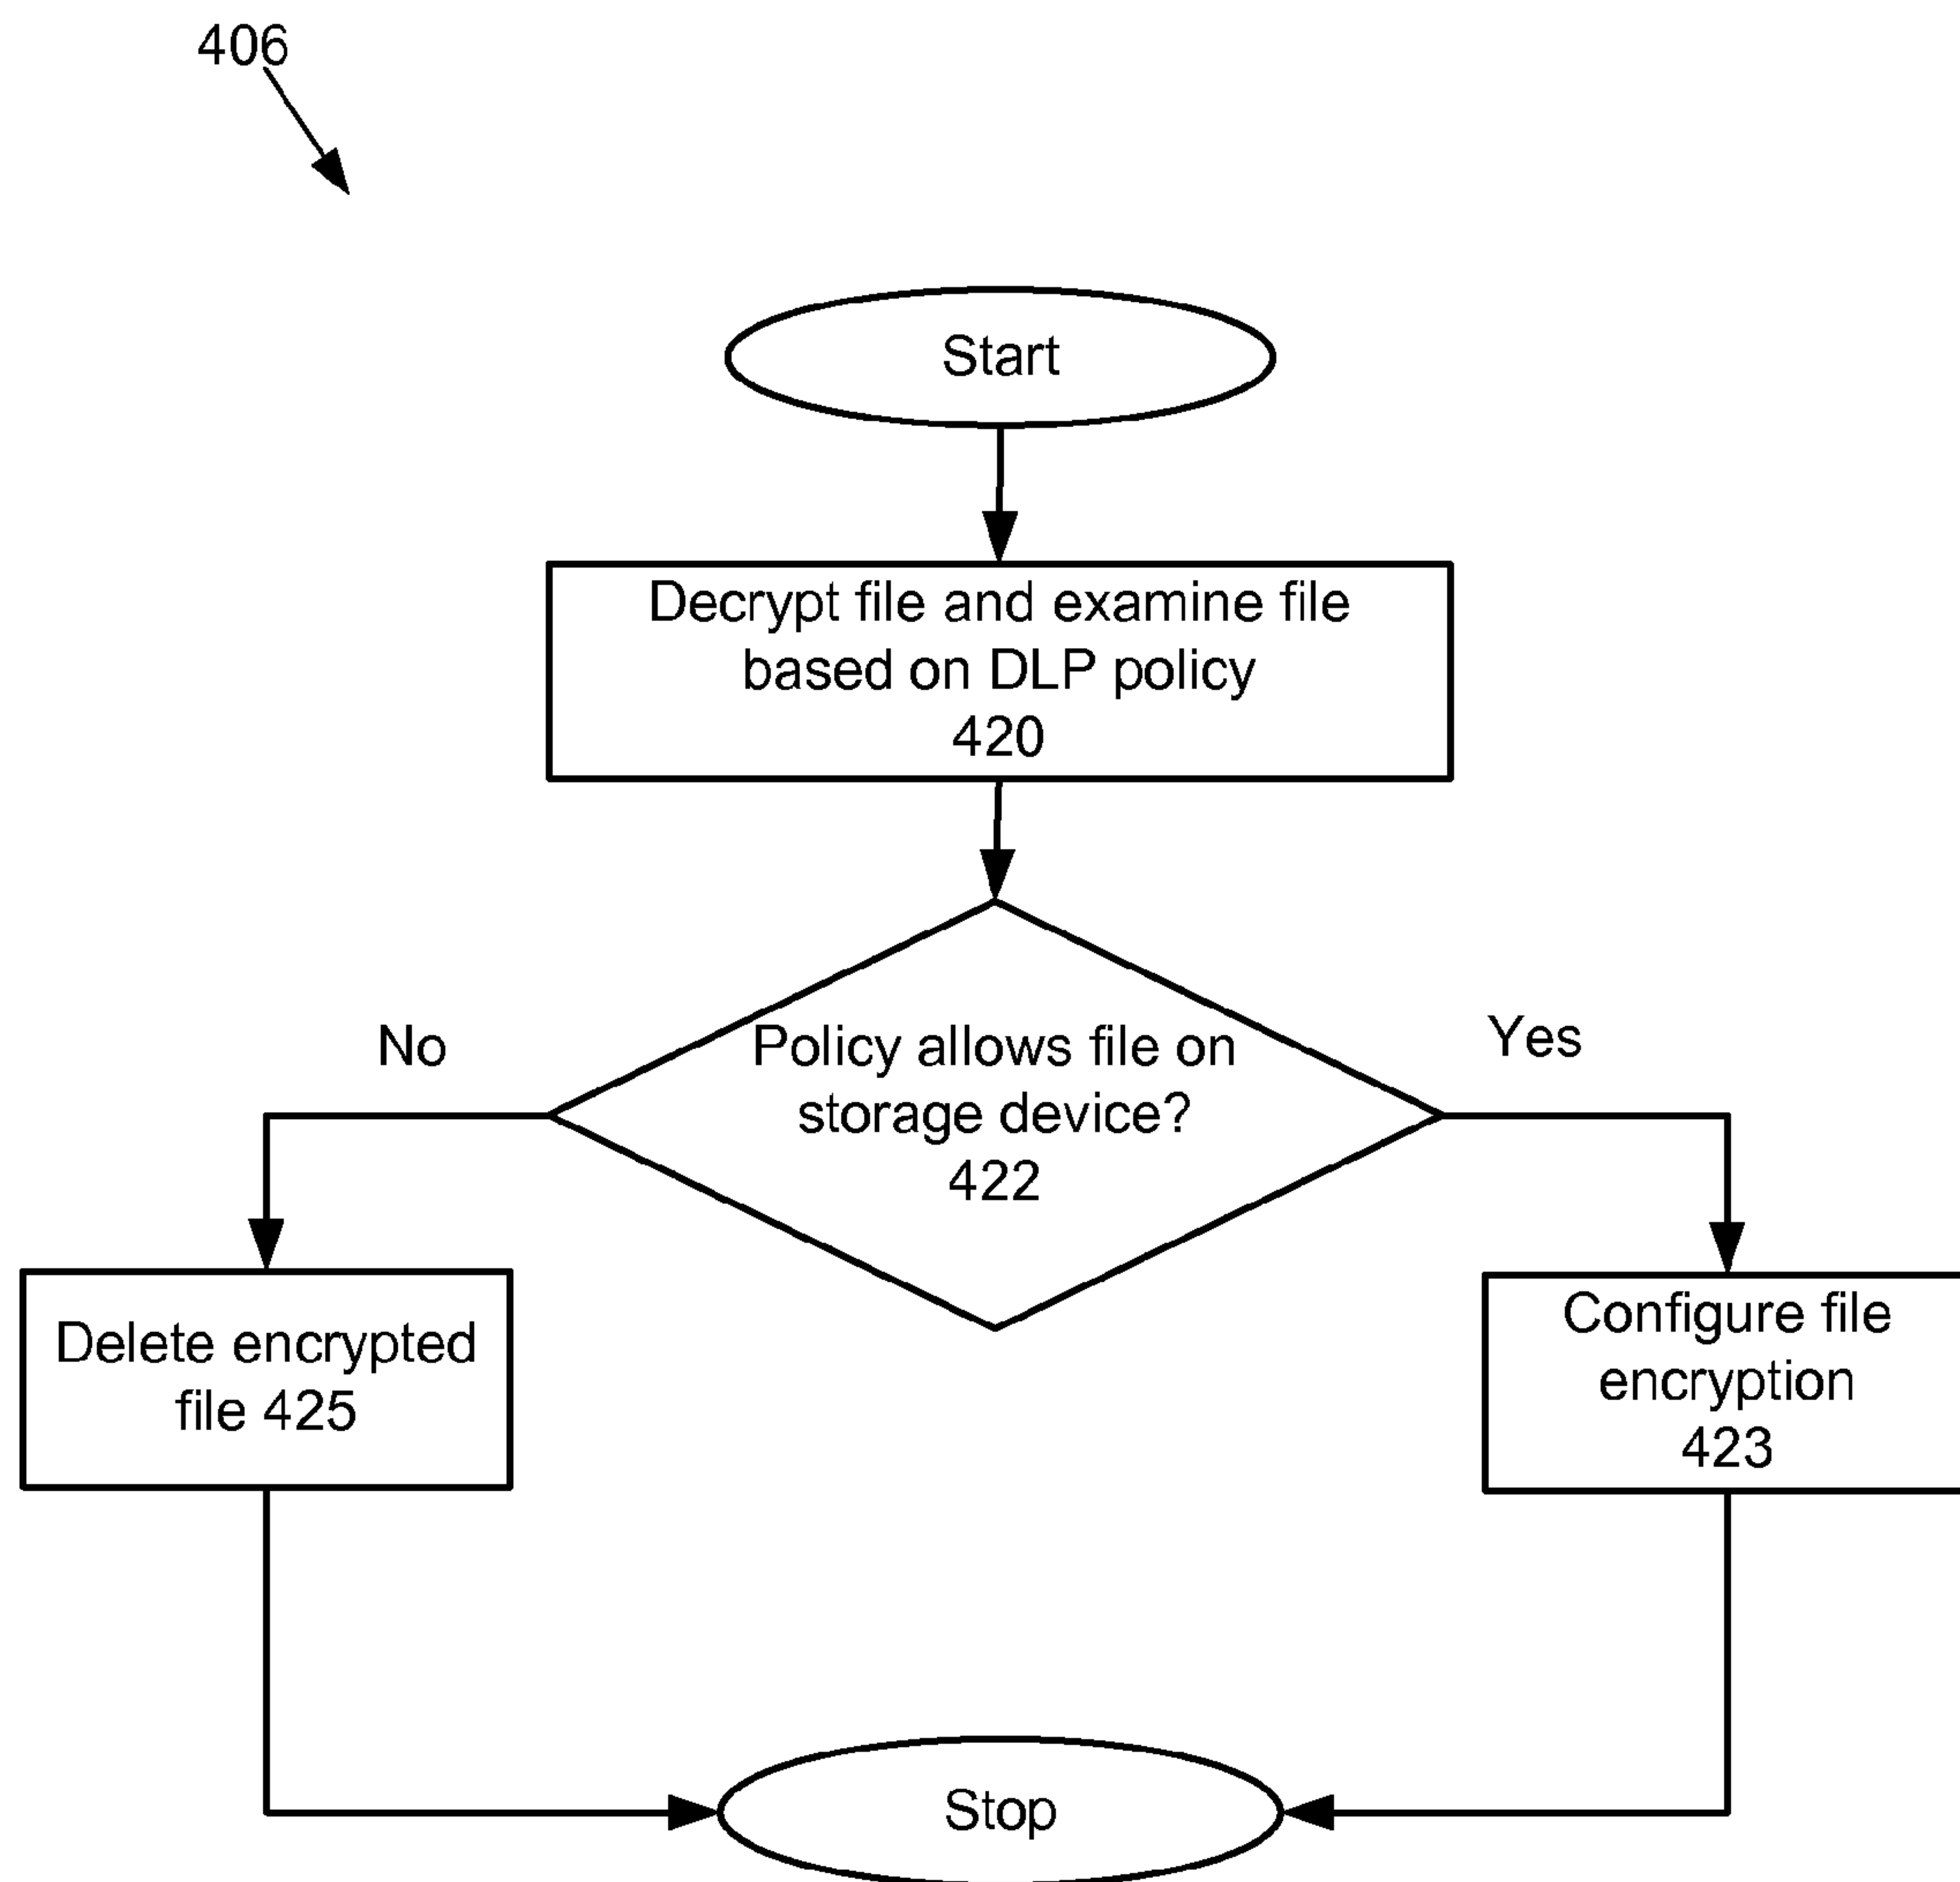 406
Start
Decrypt file and examine file
based on DLP policy
420
Policy allows file on
storage device?
422
No
Yes
Delete encrypted
file 425
Configure file
encryption
423
Stop